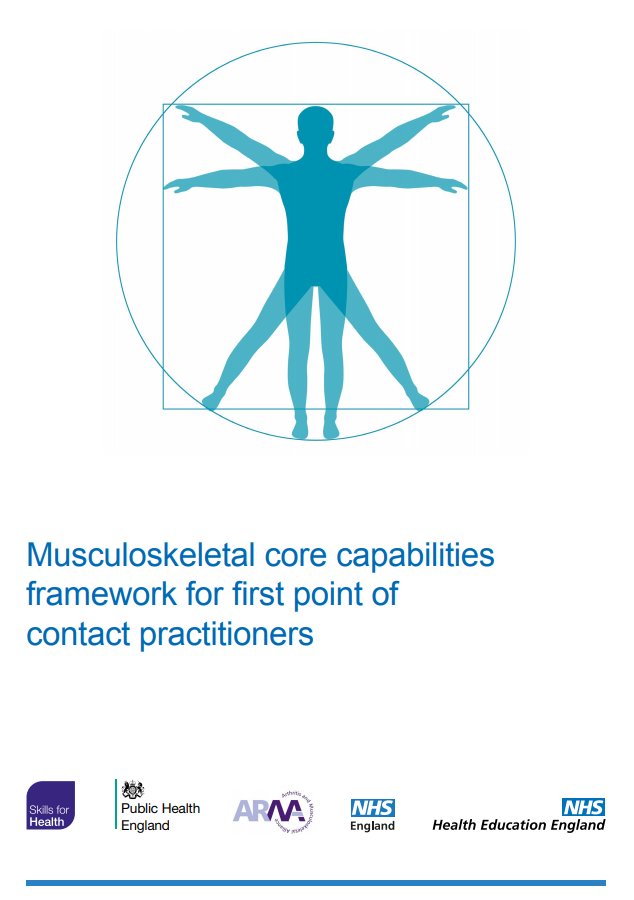 Musculoskeletal core capabilities
framework for first point of
contact practitioners
Skills for
Health
Public Health
England
ARMA
Arthritis and Musculoskeletal Alliance
NHS
England
NHS
Health Education England